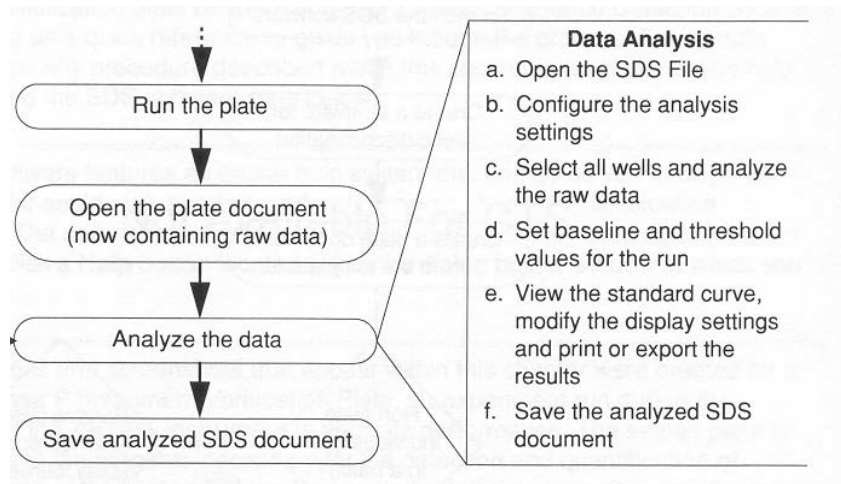 Run the plate
Open the plate document
(now containing raw data)
Analyze the data
Save analyzed SDS document
Data Analysis
a. Open the SDS File
b. Configure the analysis
settings
c. Select all wells and analyze
the raw data
d. Set baseline and threshold
values for the run
e. View the standard curve,
modify the display settings
and print or export the
results
f. Save the analyzed SDS
document